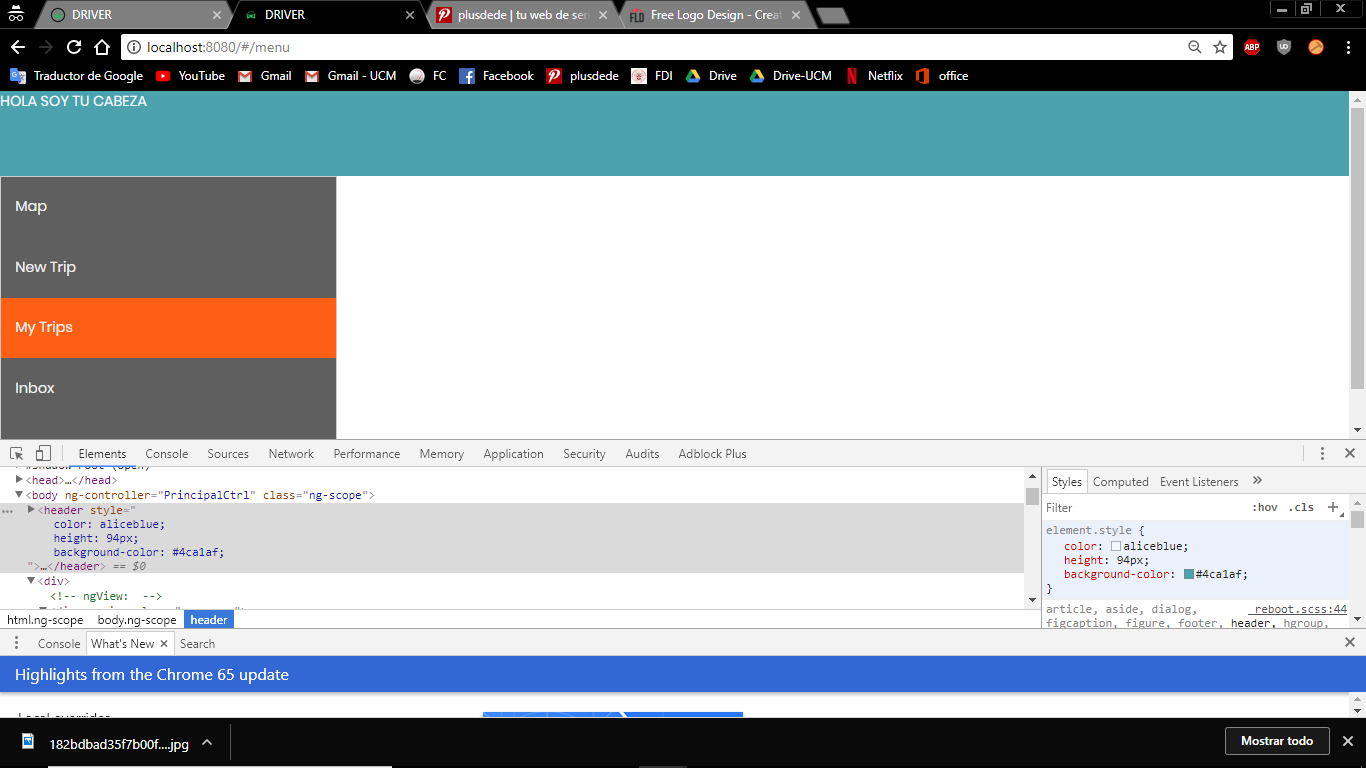 DRIVER
DRIVER
plusdede | tu web de seri
Free Logo Design - Creat
localhost:8080/#/menu
Traductor de Google YouTube Gmail Gmail - UCM FC Facebook plusdede FDI Drive Drive-UCM Netflix office
HOLA SOY TU CABEZA
Map
New Trip
My Trips
Inbox
Elements Console Sources Network Performance Memory Application Security Audits Adblock Plus
<head>…</head>
<body ng-controller="PrincipalCtrl" class="ng-scope">
<header style="
color: aliceblue;
height: 94px;
background-color: #4ca1af;
">…</header> == $0
<div>
<!-- ngView:  -->
html.ng-scope body.ng-scope header
Styles Computed Event Listeners »
Filter :hov .cls +
element.style {
color: aliceblue;
height: 94px;
background-color: #4ca1af;
}
article, aside, dialog, _reboot.scss:44
figcaption, figure, footer, header, hgroup,
Console What's New × Search
Highlights from the Chrome 65 update
Local overrides
182bdbad35f7b00f....jpg
Mostrar todo